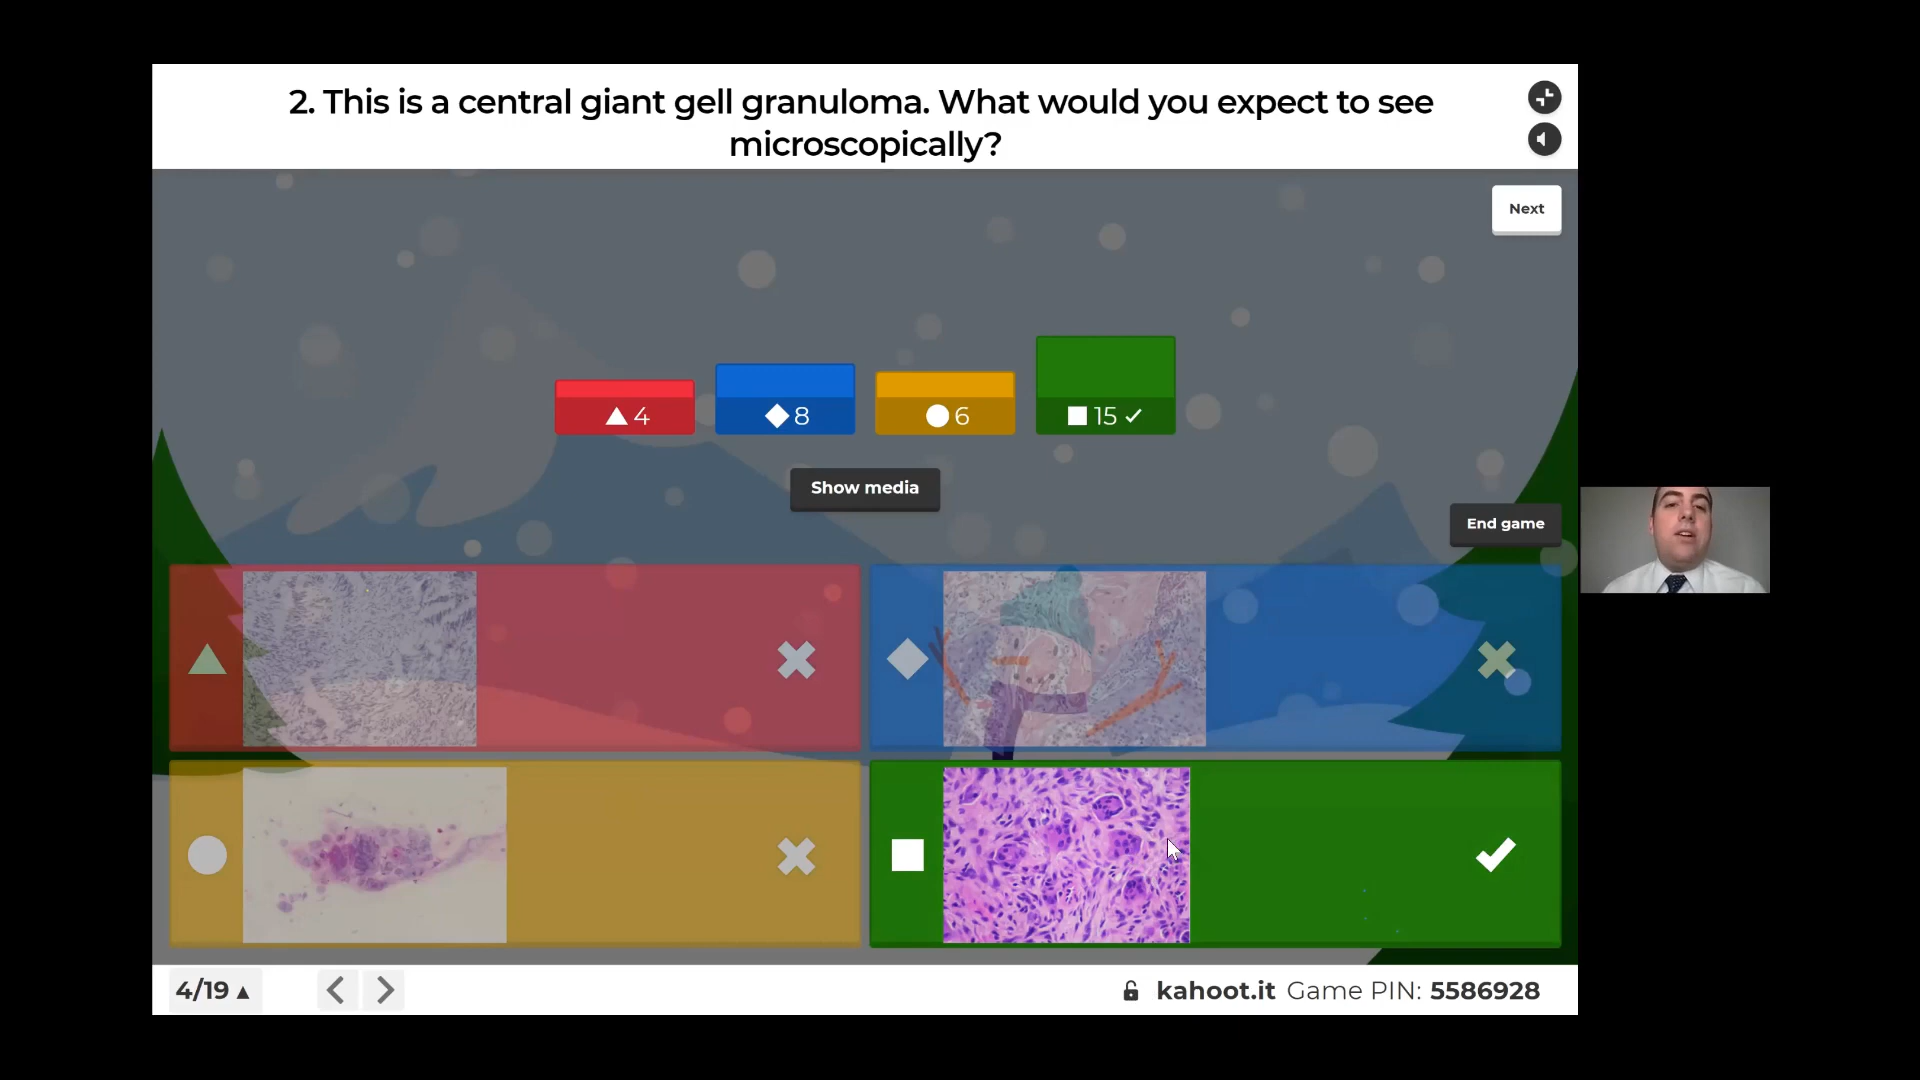 2. This is a central giant gell granuloma. What would you expect to see
microscopically?
Next
4
8
6
15
Show media
End game
4/19
kahoot.it Game PIN: 5586928